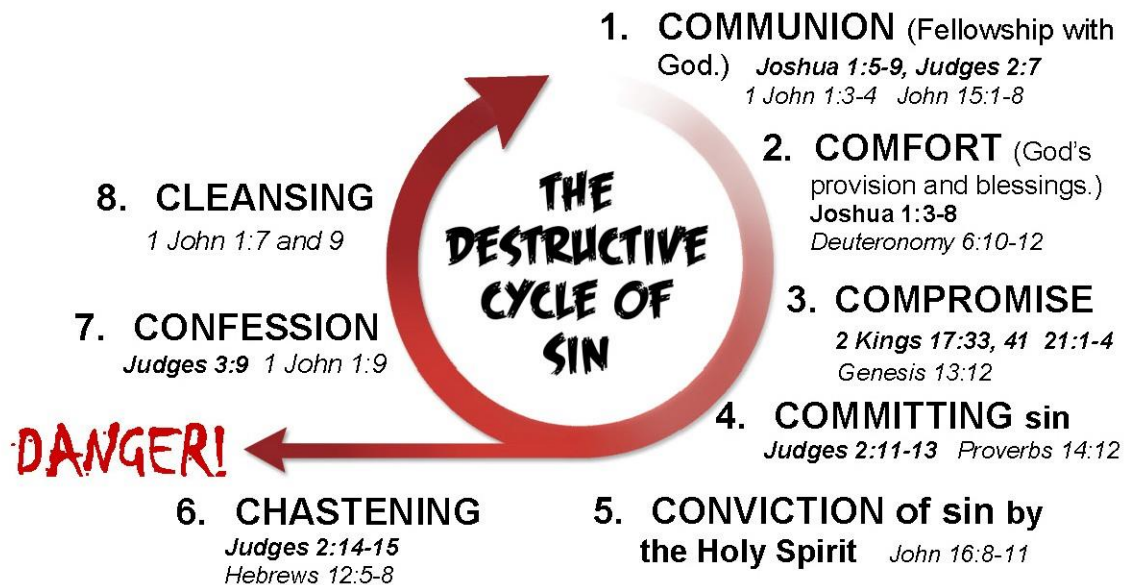 THE
DESTRUCTIVE
CYCLE OF
SIN
1. COMMUNION (Fellowship with
God.) Joshua 1:5-9, Judges 2:7
1 John 1:3-4 John 15:1-8
2. COMFORT (God's
provision and blessings.)
Joshua 1:3-8
Deuteronomy 6:10-12
3. COMPROMISE
2 Kings 17:33, 41 21:1-4
Genesis 13:12
4. COMMITTING sin
Judges 2:11-13 Proverbs 14:12
5. CONVICTION of sin by
the Holy Spirit John 16:8-11
6. CHASTENING
Judges 2:14-15
Hebrews 12:5-8
DANGER!
7. CONFESSION
Judges 3:9 1 John 1:9
8. CLEANSING
1 John 1:7 and 9